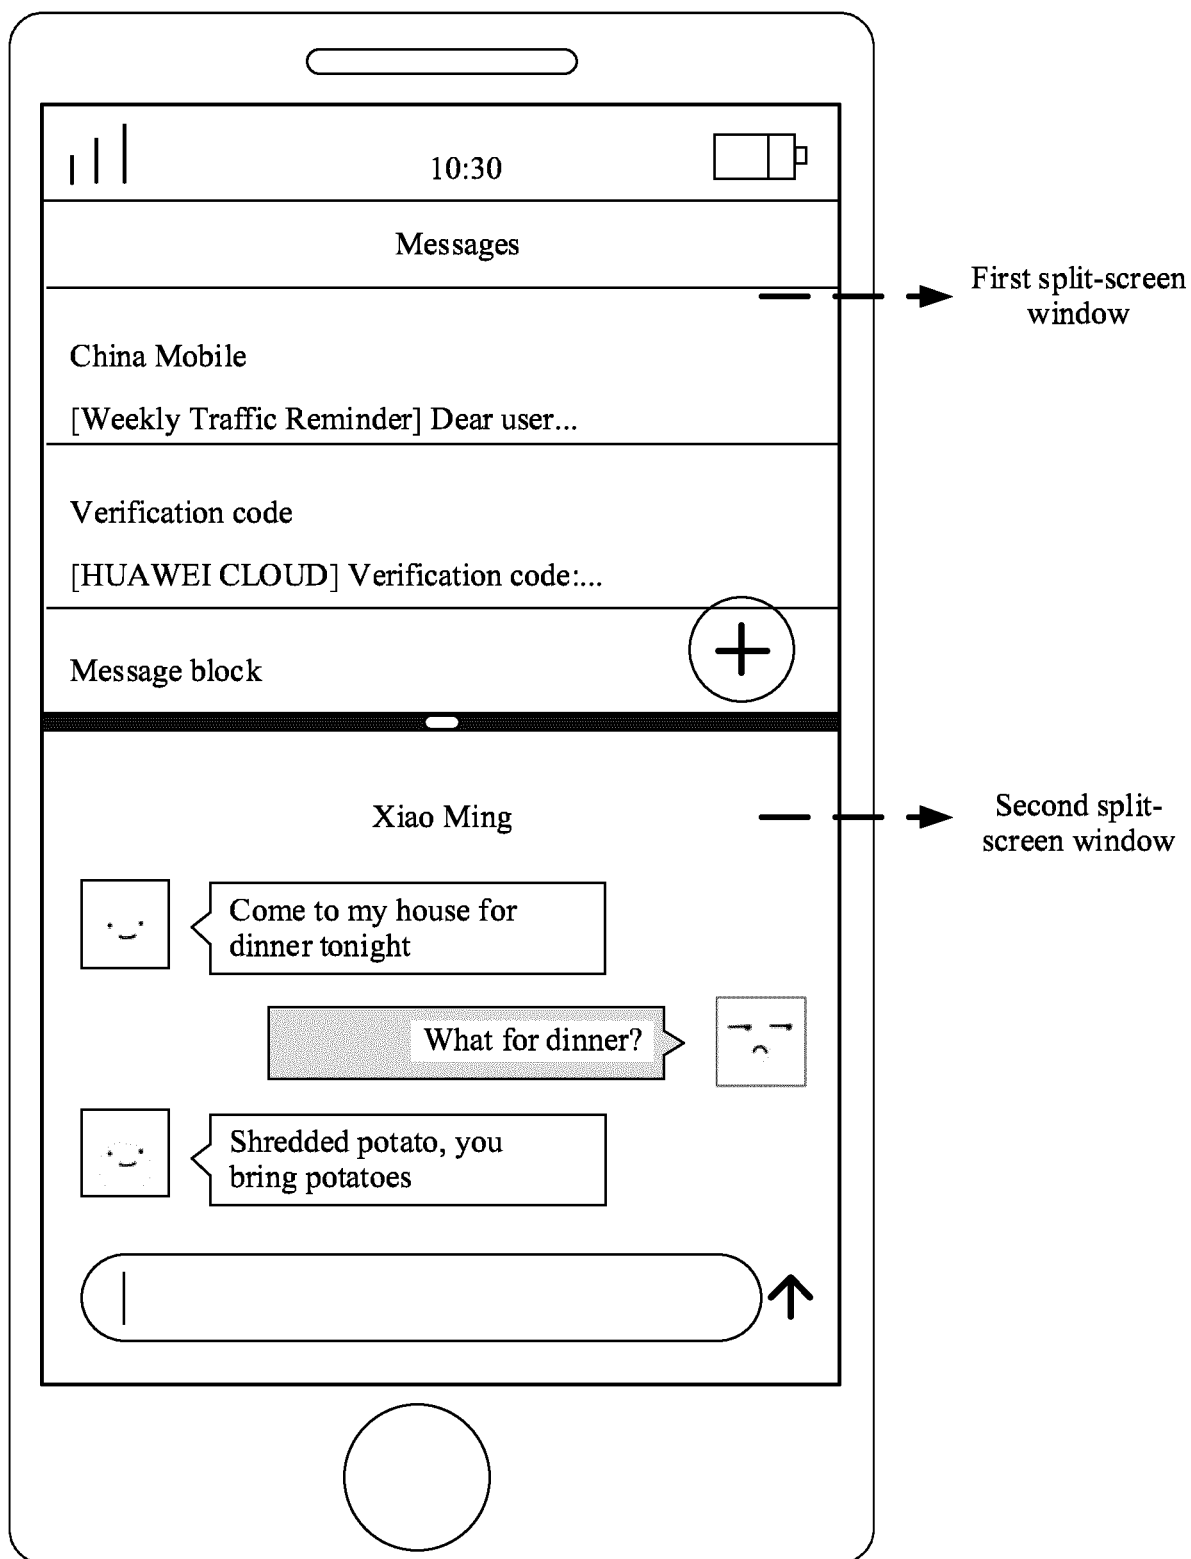 10:30
Messages
First split-screen
window
China Mobile
[Weekly Traffic Reminder] Dear user...
Verification code
[HUAWEI CLOUD] Verification code:...
Message block
Xiao Ming
Second split-
screen window
Come to my house for
dinner tonight
What for dinner?
Shredded potato, you
bring potatoes